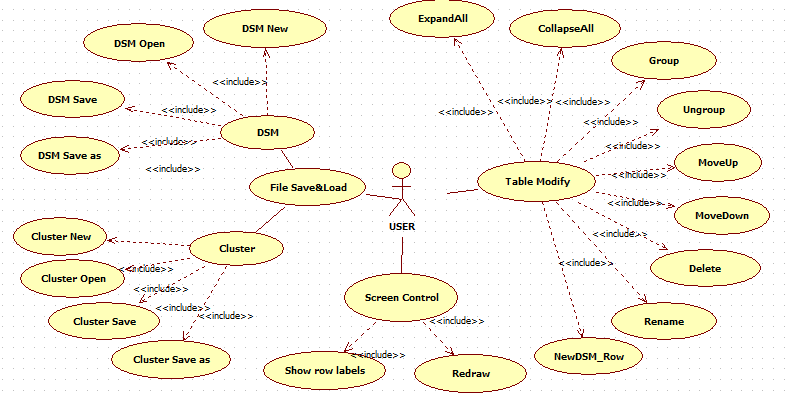 ExpandAll
DSM New
CollapseAll
DSM Open
Group
<<include>>
DSM Save
<<include>>
<<include>>
<<include>>
Ungroup
<<include>>
<<include>>
DSM
<<include>>
<<include>>
DSM Save as
MoveUp
<<include>>
<<include>>
File Save&Load
Table Modify
<<include>>
MoveDown
USER
Cluster New
<<include>>
Cluster
<<include>>
Cluster Open
<<include>>
Delete
<<include>>
Screen Control
<<include>>
Cluster Save
<<include>>
<<include>>
Rename
Cluster Save as
<<include>>
NewDSM_Row
Show row labels
Redraw